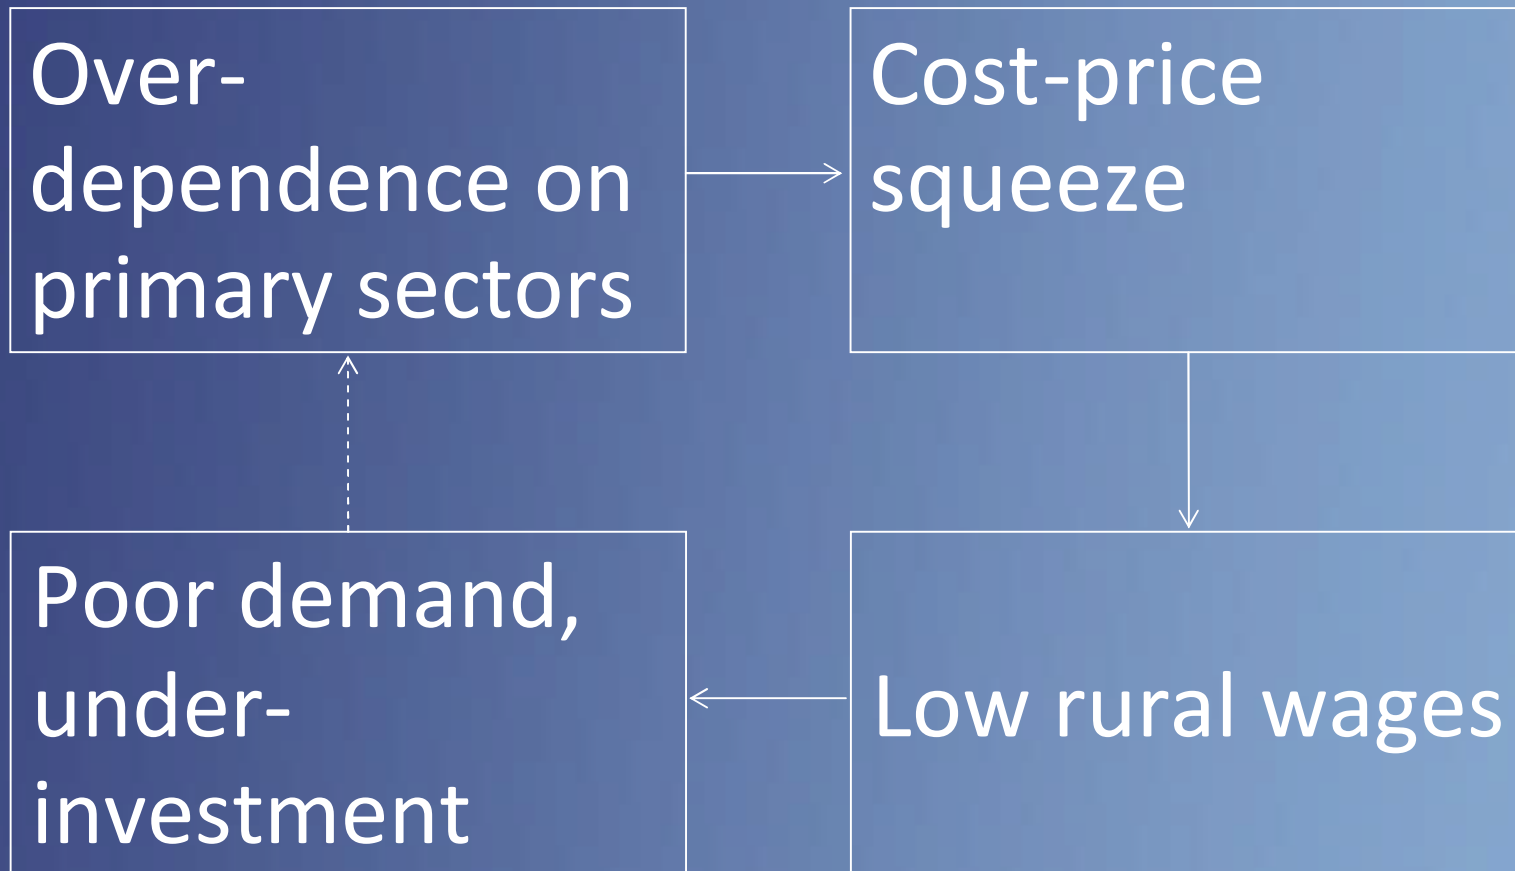 Over-
dependence on
primary sectors
Cost-price
squeeze
Poor demand,
under-
investment
Low rural wages